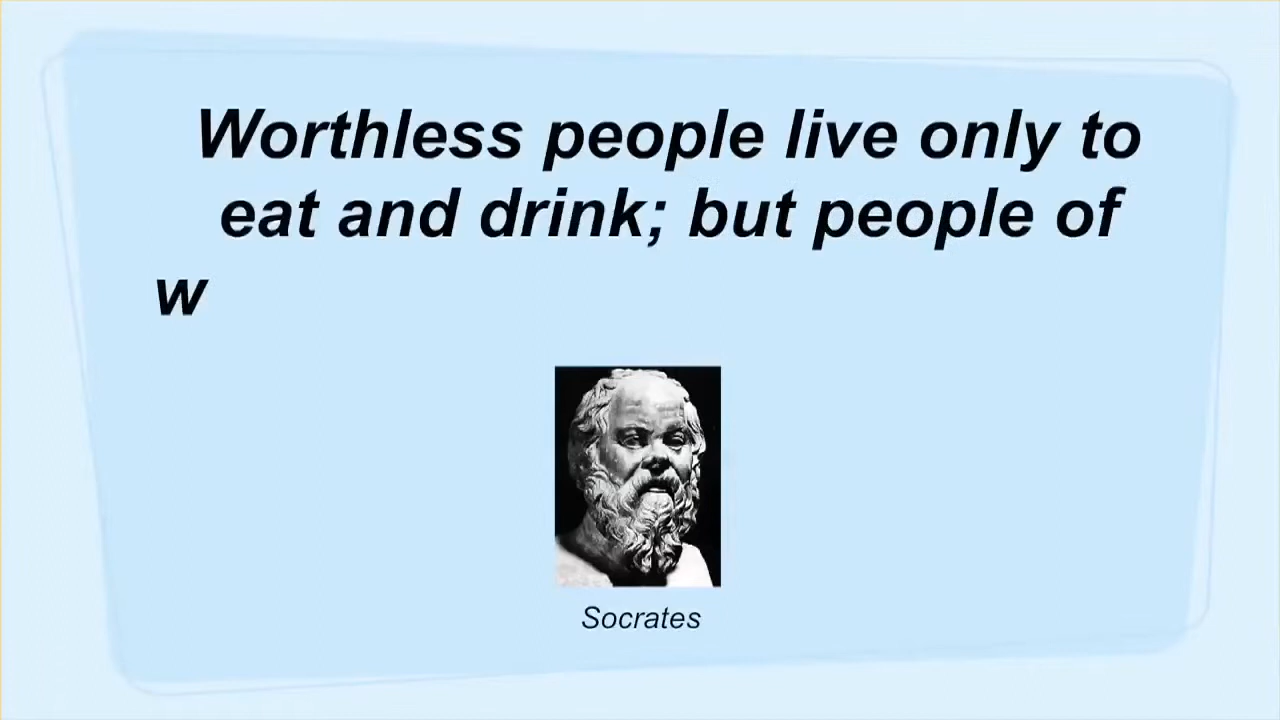 Worthless people live only to
eat and drink; but people of
w
Socrates